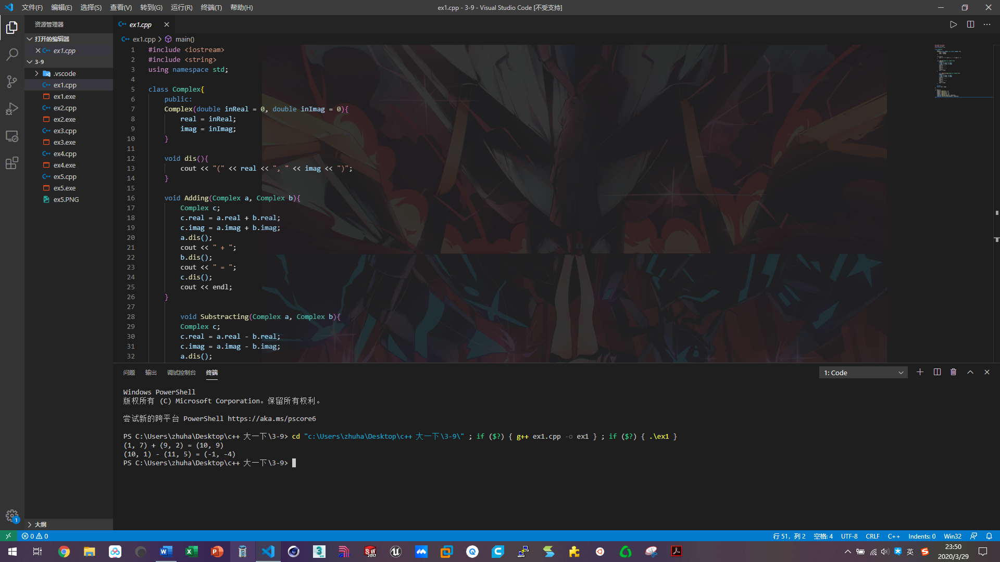 文件(F) 编辑(E) 选择(S) 查看(V) 转到(G) 运行(R) 终端(T) 帮助(H)
ex1.cpp - 3-9 - Visual Studio Code [不受支持]
资源管理器
打开的编辑器
ex1.cpp
3-9
.vscode
ex1.cpp
ex1.exe
ex2.cpp
ex2.exe
ex3.cpp
ex3.exe
ex4.cpp
ex4.exe
ex5.cpp
ex5.exe
ex5.PNG
大纲
ex1.cpp
ex1.cpp > main()
1 #include <iostream>
2 #include <string>
3 using namespace std;
4
5 class Complex{
6 public:
7 Complex(double inReal = 0, double inImag = 0){
8 real = inReal;
9 imag = inImag;
10 }
11
12 void dis(){
13 cout << "(" << real << ", " << imag << ")";
14 }
15
16 void Adding(Complex a, Complex b){
17 Complex c;
18 c.real = a.real + b.real;
19 c.imag = a.imag + b.imag;
20 a.dis();
21 cout << " + ";
22 b.dis();
23 cout << " = ";
24 c.dis();
25 cout << endl;
26 }
27
28 void Substracting(Complex a, Complex b){
29 Complex c;
30 c.real = a.real - b.real;
31 c.imag = a.imag - b.imag;
32 a.dis();
问题 输出 调试控制台 终端
1: Code
Windows PowerShell
版权所有 (C) Microsoft Corporation。保留所有权利。
尝试新的跨平台 PowerShell https://aka.ms/pscore6
PS C:\Users\zhuha\Desktop\c++ 大一下\3-9> cd "c:\Users\zhuha\Desktop\c++ 大一下\3-9\" ; if ($?) { g++ ex1.cpp -o ex1 } ; if ($?) { .\ex1 }
(1, 7) + (9, 2) = (10, 9)
(10, 1) - (11, 5) = (-1, -4)
PS C:\Users\zhuha\Desktop\c++ 大一下\3-9>
1
0 0
行 51, 列 2 空格: 4 UTF-8 CRLF C++ Indents: 0 Win32
英
23:50
2020/3/29